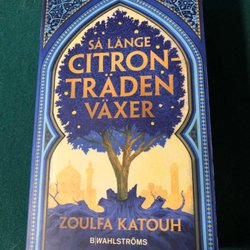 SÅ LÄNGE
CITRON-
TRÄDEN
VÄXER
ZOULFA KATOUH
B WAHLSTRÖMS